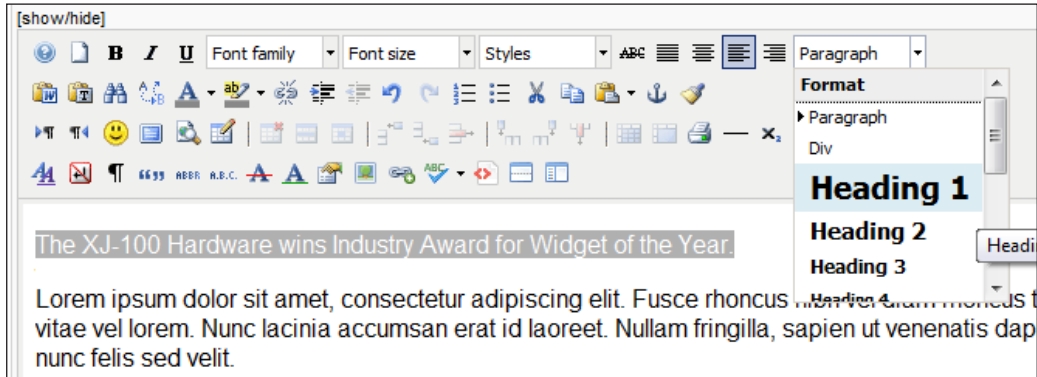 [show/hide]
B I U Font family Font size Styles ABC Paragraph
Format
Paragraph
Div
Heading 1
Heading 2
Heading 3
Heading 4
The XJ-100 Hardware wins Industry Award for Widget of the Year.
Lorem ipsum dolor sit amet, consectetur adipiscing elit. Fusce rhoncus
vitae vel lorem. Nunc lacinia accumsan erat id laoreet. Nullam fringilla, sapien ut venenatis dap
nunc felis sed velit.